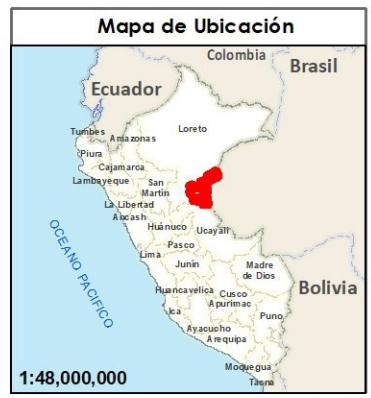 Mapa de Ubicación
Colombia
Brasil
Ecuador
Loreto
Tumbes
Amazonas
Piura
Cajamarca
Lambayeque
San
Martín
La Libertad
Ancash
Huánuco
Ucayali
Pasco
Lima
Junín
Madre
de Dios
OCEANO PACIFICO
Huancavelica
Cusco
Bolivia
Apurimac
Ica
Puno
Ayacucho
Arequipa
Moquegua
Tacna
1:48,000,000